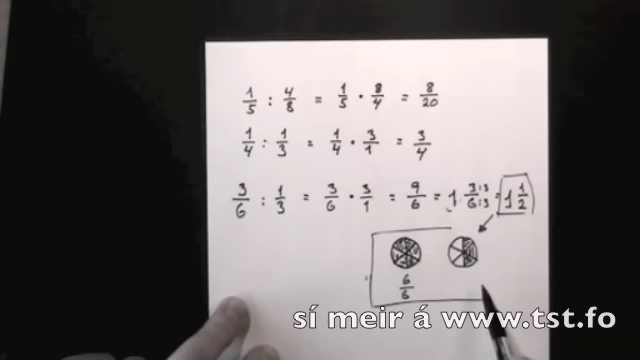 1/5 : 4/8 = 1/5 · 8/4 = 8/20
1/4 : 1/3 = 1/4 · 3/1 = 3/4
3/6 : 1/3 = 3/6 · 3/1 = 9/6 = 1 3:3/6:3 = 1 1/2
6/6
sí meir á www.tst.fo